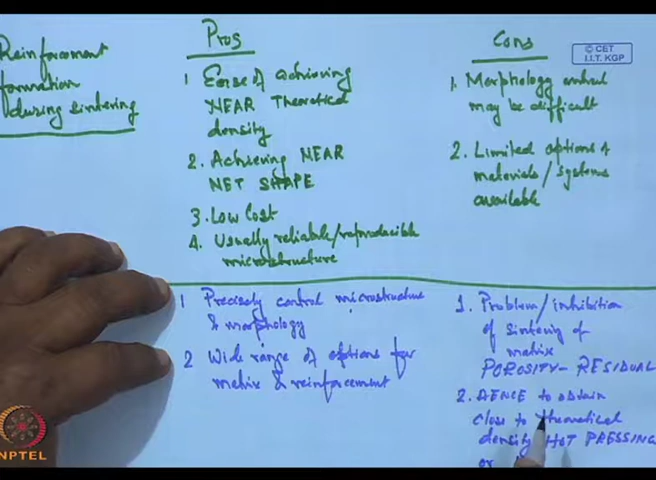 Reinforcement
formation
during sintering
Pros
1 Ease of achieving
NEAR Theoretical
density
2. Achieving NEAR
NET SHAPE
3. Low cost
4. Usually reliable/reproducible
microstructure
Cons
1. Morphology control
may be difficult
2. Limited options of
materials/systems
available
© CET
I.I.T. KGP
1 Precisely control microstructure
& morphology
2 Wide range of options for
matrix & reinforcement
1. Problem/inhibition
of sintering of
matrix
POROSITY - RESIDUAL
2. HENCE to obtain
close to theoretical
density HOT PRESSING
or
NPTEL